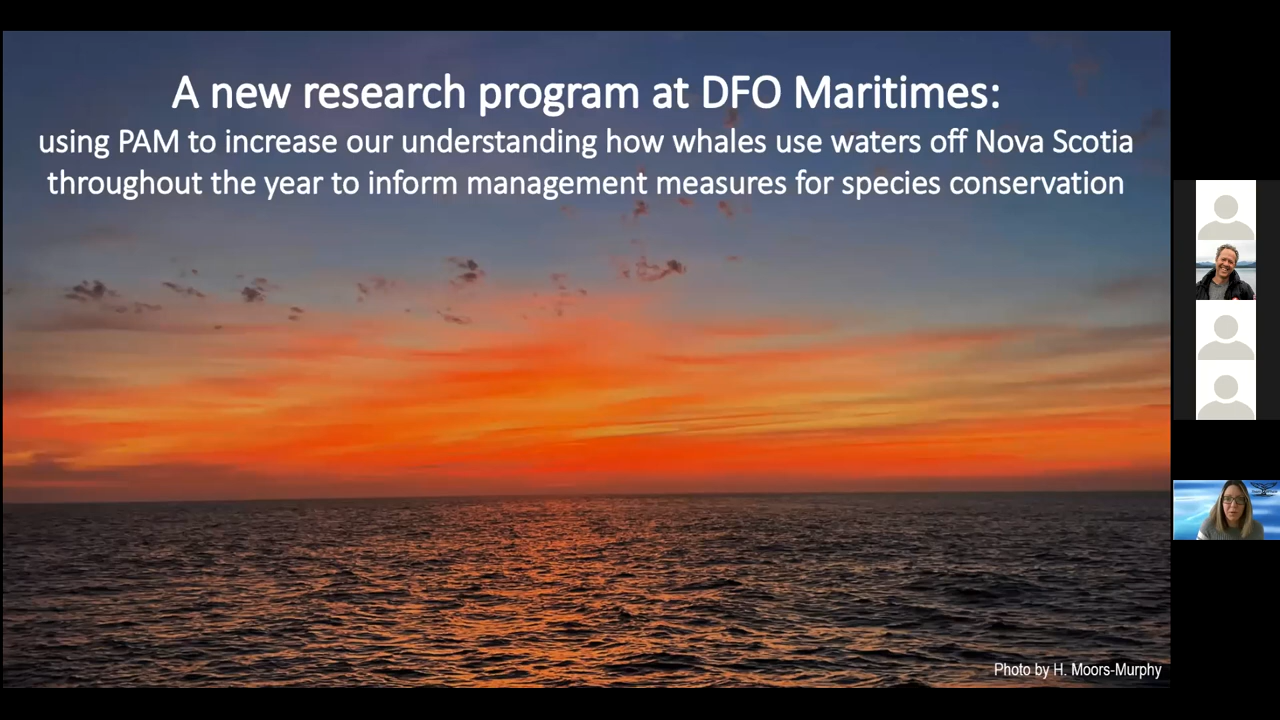 A new research program at DFO Maritimes:
using PAM to increase our understanding how whales use waters off Nova Scotia
throughout the year to inform management measures for species conservation
Photo by H. Moors-Murphy